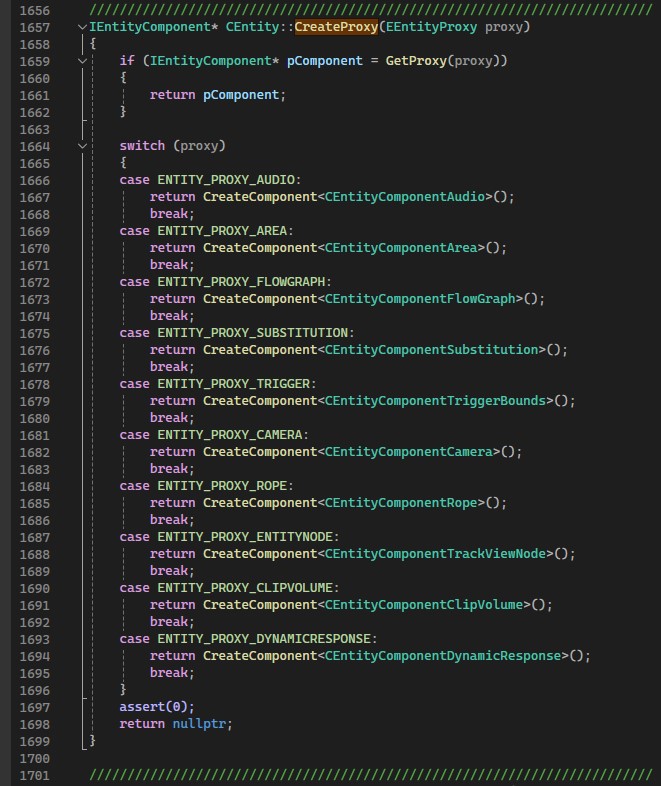 1656 //////////////////////////////////////////////////////////////////////////
1657 IEntityComponent* CEntity::CreateProxy(EEntityProxy proxy)
1658 {
1659     if (IEntityComponent* pComponent = GetProxy(proxy))
1660     {
1661         return pComponent;
1662     }
1663
1664     switch (proxy)
1665     {
1666     case ENTITY_PROXY_AUDIO:
1667         return CreateComponent<CEntityComponentAudio>();
1668         break;
1669     case ENTITY_PROXY_AREA:
1670         return CreateComponent<CEntityComponentArea>();
1671         break;
1672     case ENTITY_PROXY_FLOWGRAPH:
1673         return CreateComponent<CEntityComponentFlowGraph>();
1674         break;
1675     case ENTITY_PROXY_SUBSTITUTION:
1676         return CreateComponent<CEntityComponentSubstitution>();
1677         break;
1678     case ENTITY_PROXY_TRIGGER:
1679         return CreateComponent<CEntityComponentTriggerBounds>();
1680         break;
1681     case ENTITY_PROXY_CAMERA:
1682         return CreateComponent<CEntityComponentCamera>();
1683         break;
1684     case ENTITY_PROXY_ROPE:
1685         return CreateComponent<CEntityComponentRope>();
1686         break;
1687     case ENTITY_PROXY_ENTITYNODE:
1688         return CreateComponent<CEntityComponentTrackViewNode>();
1689         break;
1690     case ENTITY_PROXY_CLIPVOLUME:
1691         return CreateComponent<CEntityComponentClipVolume>();
1692         break;
1693     case ENTITY_PROXY_DYNAMICRESPONSE:
1694         return CreateComponent<CEntityComponentDynamicResponse>();
1695         break;
1696     }
1697     assert(0);
1698     return nullptr;
1699 }
1700
1701 //////////////////////////////////////////////////////////////////////////